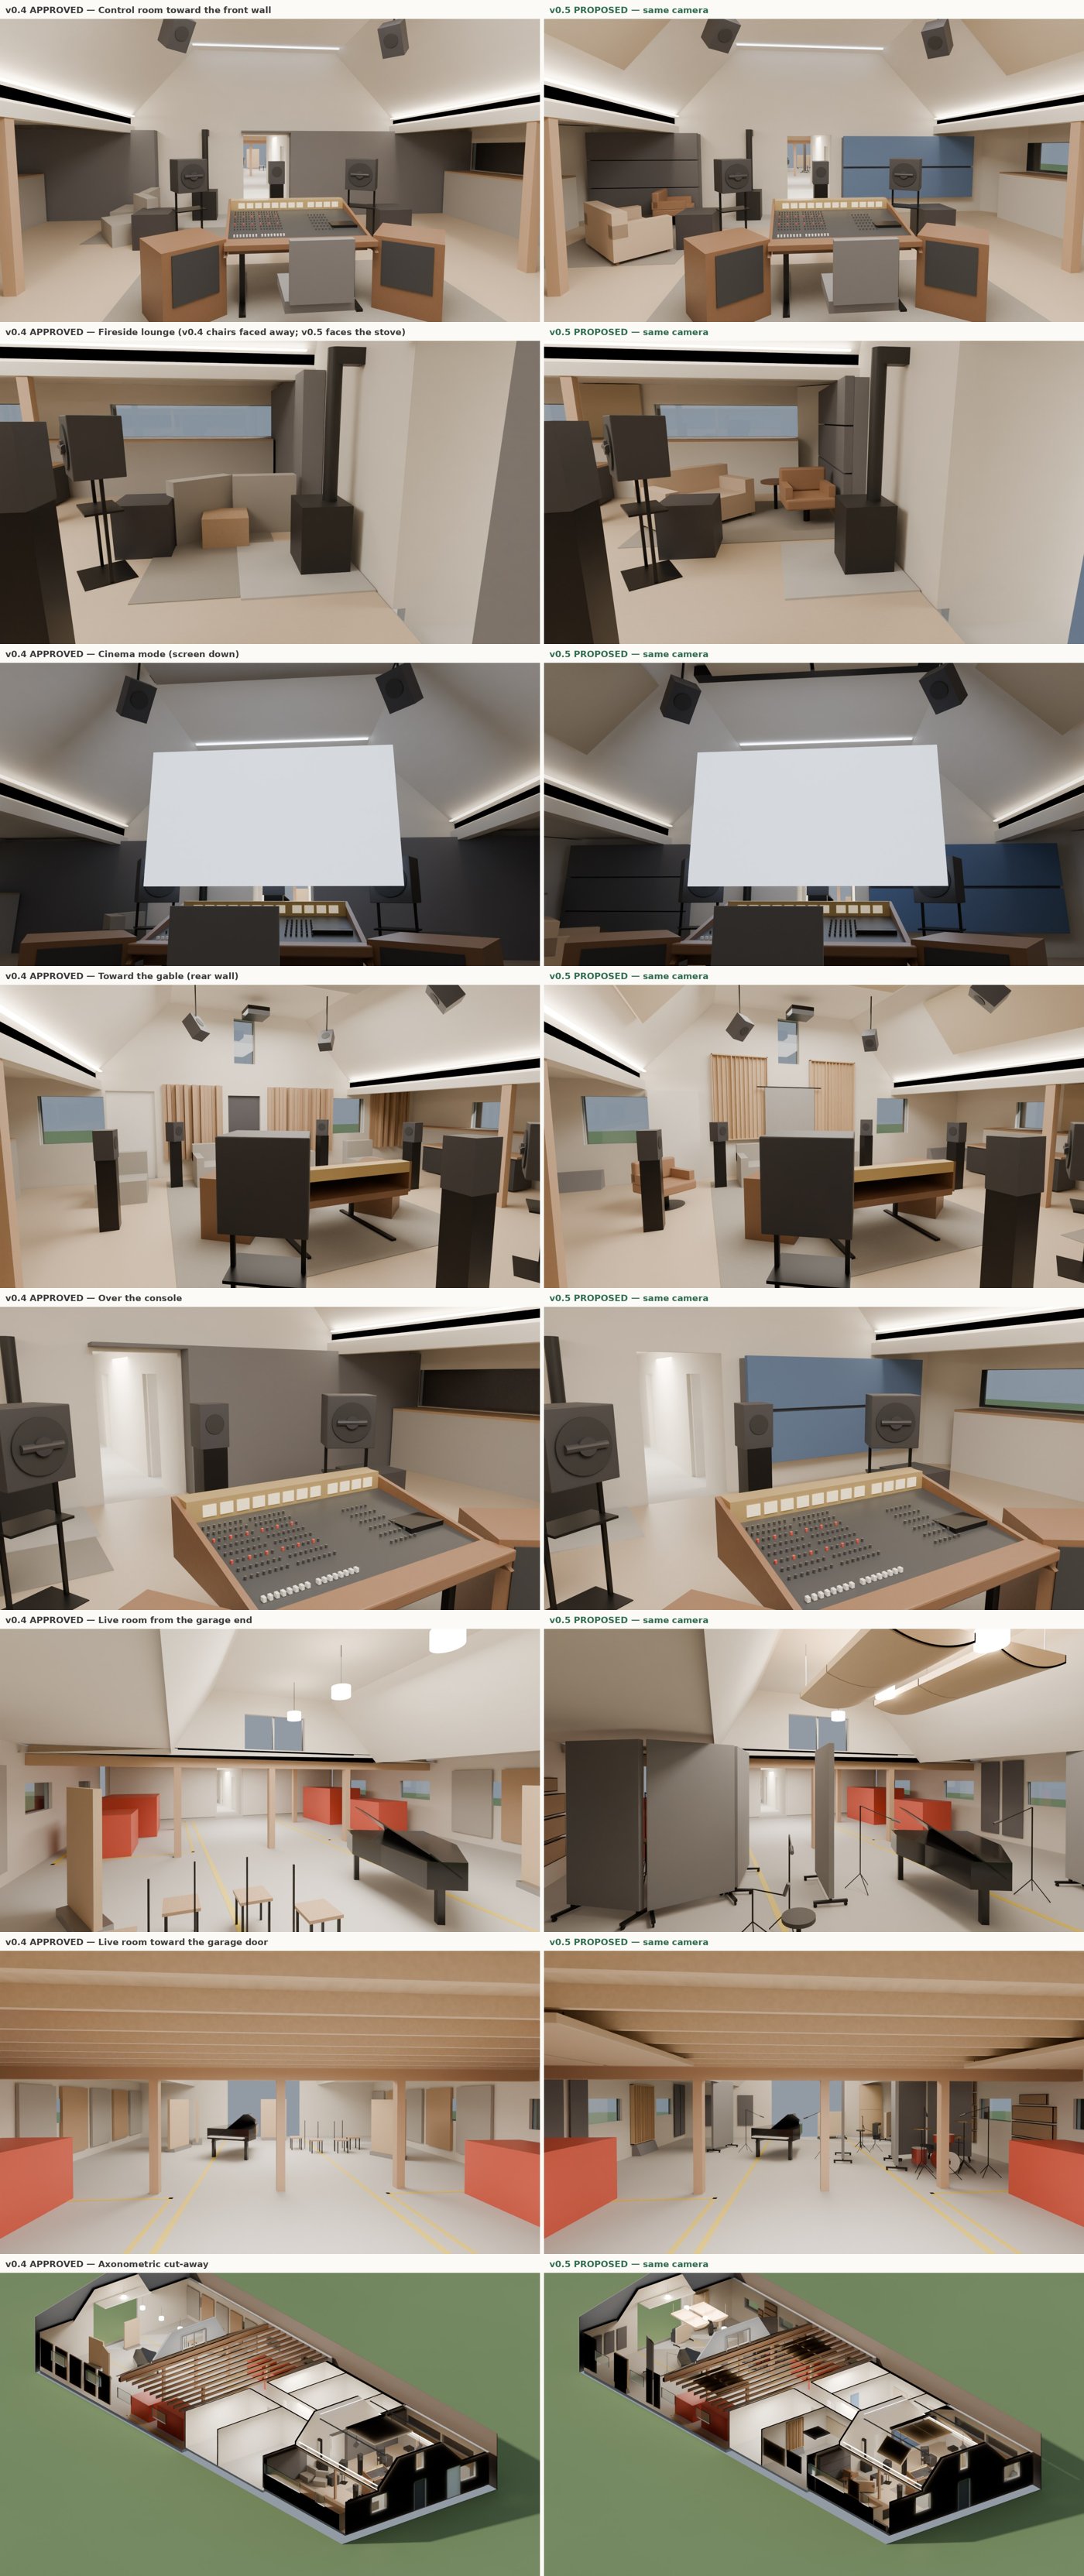 v0.4 APPROVED — Control room toward the front wall
v0.5 PROPOSED — same camera
v0.4 APPROVED — Fireside lounge (v0.4 chairs faced away; v0.5 faces the stove)
v0.5 PROPOSED — same camera
v0.4 APPROVED — Cinema mode (screen down)
v0.5 PROPOSED — same camera
v0.4 APPROVED — Toward the gable (rear wall)
v0.5 PROPOSED — same camera
v0.4 APPROVED — Over the console
v0.5 PROPOSED — same camera
v0.4 APPROVED — Live room from the garage end
v0.5 PROPOSED — same camera
v0.4 APPROVED — Live room toward the garage door
v0.5 PROPOSED — same camera
v0.4 APPROVED — Axonometric cut-away
v0.5 PROPOSED — same camera